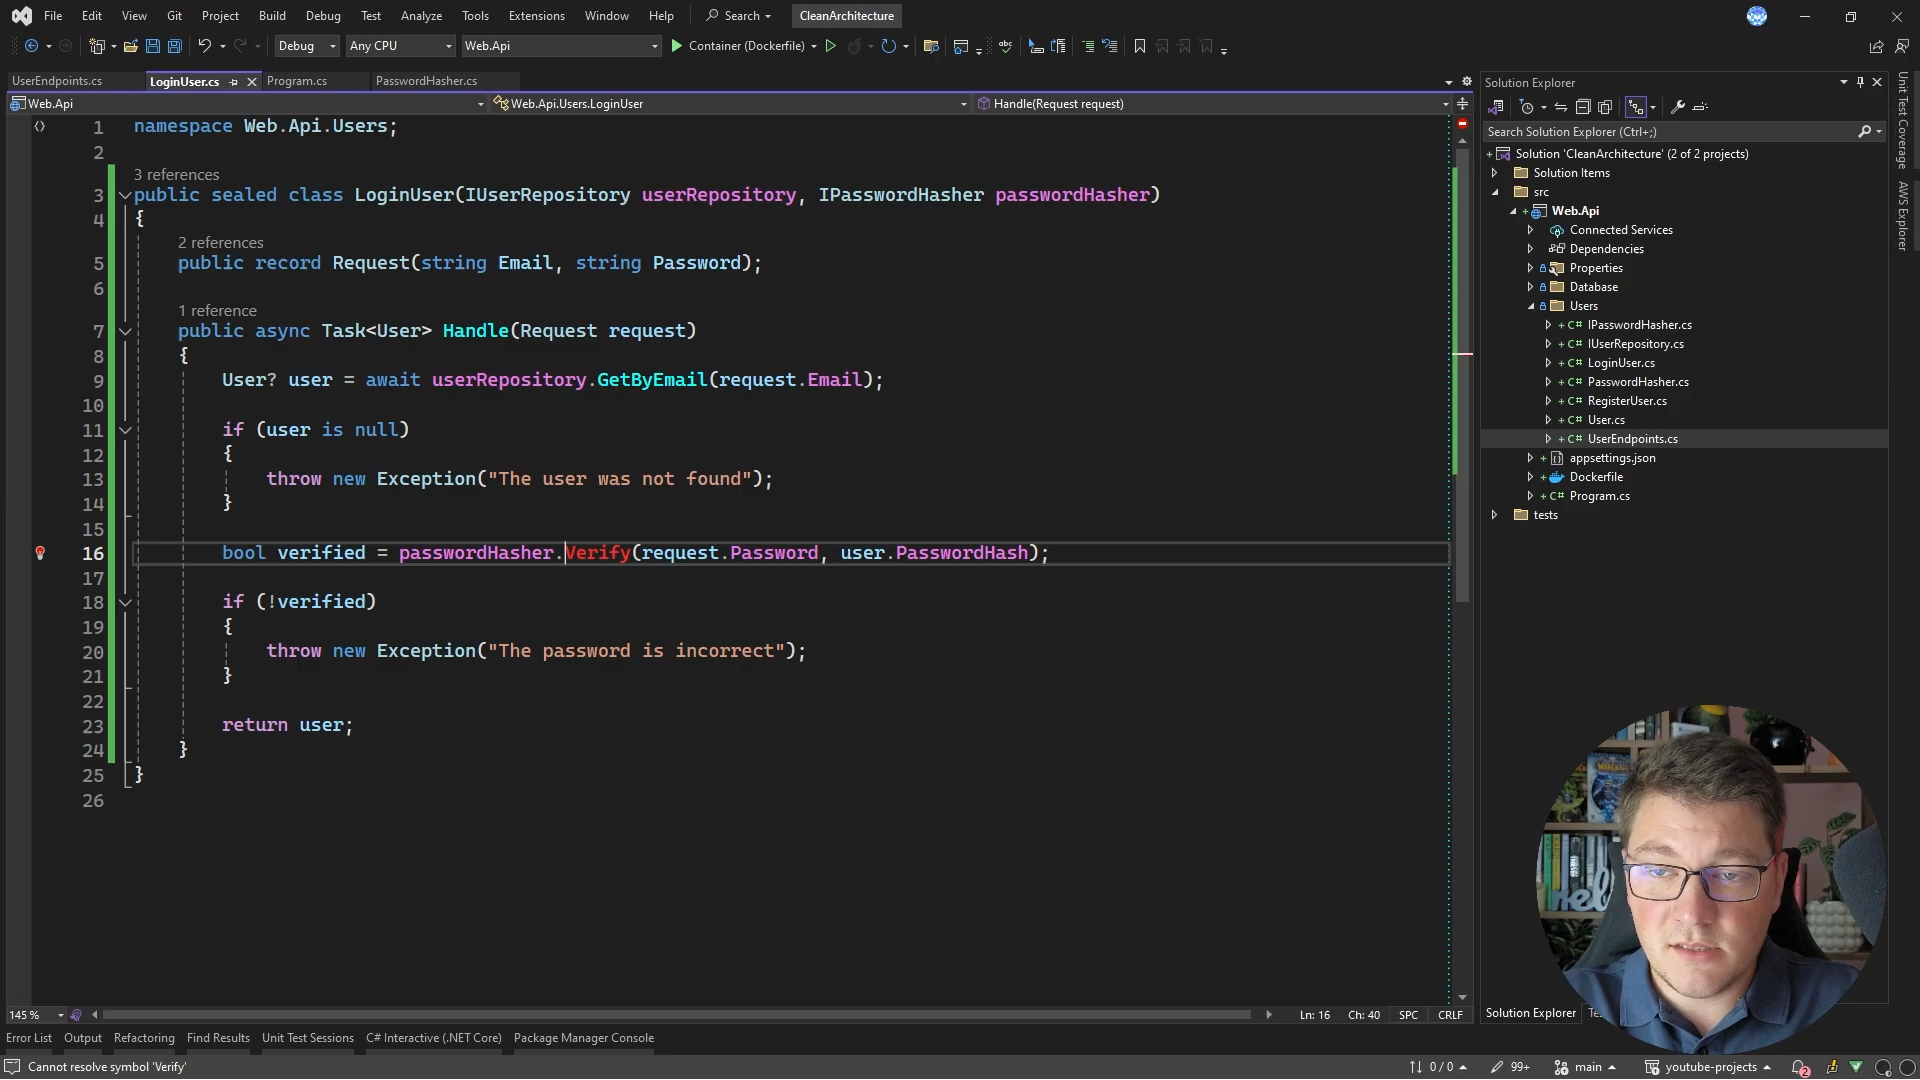 File Edit View Git Project Build Debug Test Analyze Tools Extensions Window Help Search CleanArchitecture
Debug Any CPU Web.Api Container (Dockerfile)
UserEndpoints.cs LoginUser.cs Program.cs PasswordHasher.cs
Web.Api Web.Api.Users.LoginUser Handle(Request request)
1 namespace Web.Api.Users;
2
3 references
3 public sealed class LoginUser(IUserRepository userRepository, IPasswordHasher passwordHasher)
4 {
2 references
5 public record Request(string Email, string Password);
6
1 reference
7 public async Task<User> Handle(Request request)
8 {
9 User? user = await userRepository.GetByEmail(request.Email);
10
11 if (user is null)
12 {
13 throw new Exception("The user was not found");
14 }
15
16 bool verified = passwordHasher.Verify(request.Password, user.PasswordHash);
17
18 if (!verified)
19 {
20 throw new Exception("The password is incorrect");
21 }
22
23 return user;
24 }
25 }
26
145 % Ln: 16 Ch: 40 SPC CRLF
Error List Output Refactoring Find Results Unit Test Sessions C# Interactive (.NET Core) Package Manager Console
Cannot resolve symbol 'Verify' 0 / 0 99+ main youtube-projects 2
Solution Explorer
Search Solution Explorer (Ctrl+;)
Solution 'CleanArchitecture' (2 of 2 projects)
Solution Items
src
Web.Api
Connected Services
Dependencies
Properties
Database
Users
C# IPasswordHasher.cs
C# IUserRepository.cs
C# LoginUser.cs
C# PasswordHasher.cs
C# RegisterUser.cs
C# User.cs
C# UserEndpoints.cs
appsettings.json
Dockerfile
C# Program.cs
tests
Solution Explorer
Unit Test Coverage
AWS Explorer